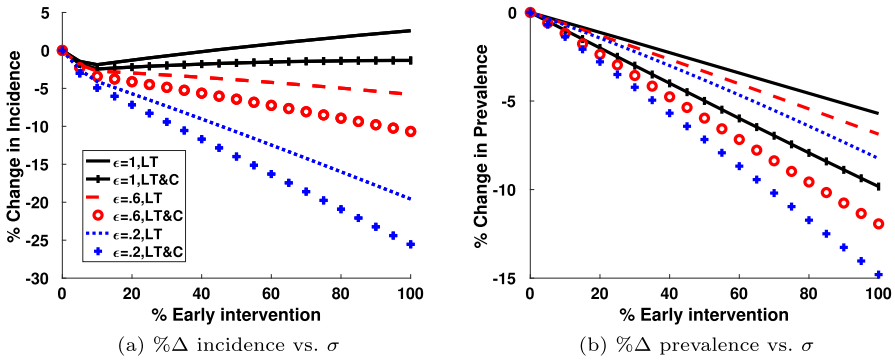 5
0
-5
-10
-15
-20
-25
-30
% Change in Incidence
ϵ=1,LT
ϵ=1,LT&C
ϵ=.6,LT
ϵ=.6,LT&C
ϵ=.2,LT
ϵ=.2,LT&C
0 20 40 60 80 100
% Early intervention
(a) %Δ incidence vs. σ
0
-5
-10
-15
% Change in Prevalence
0 20 40 60 80 100
% Early intervention
(b) %Δ prevalence vs. σ